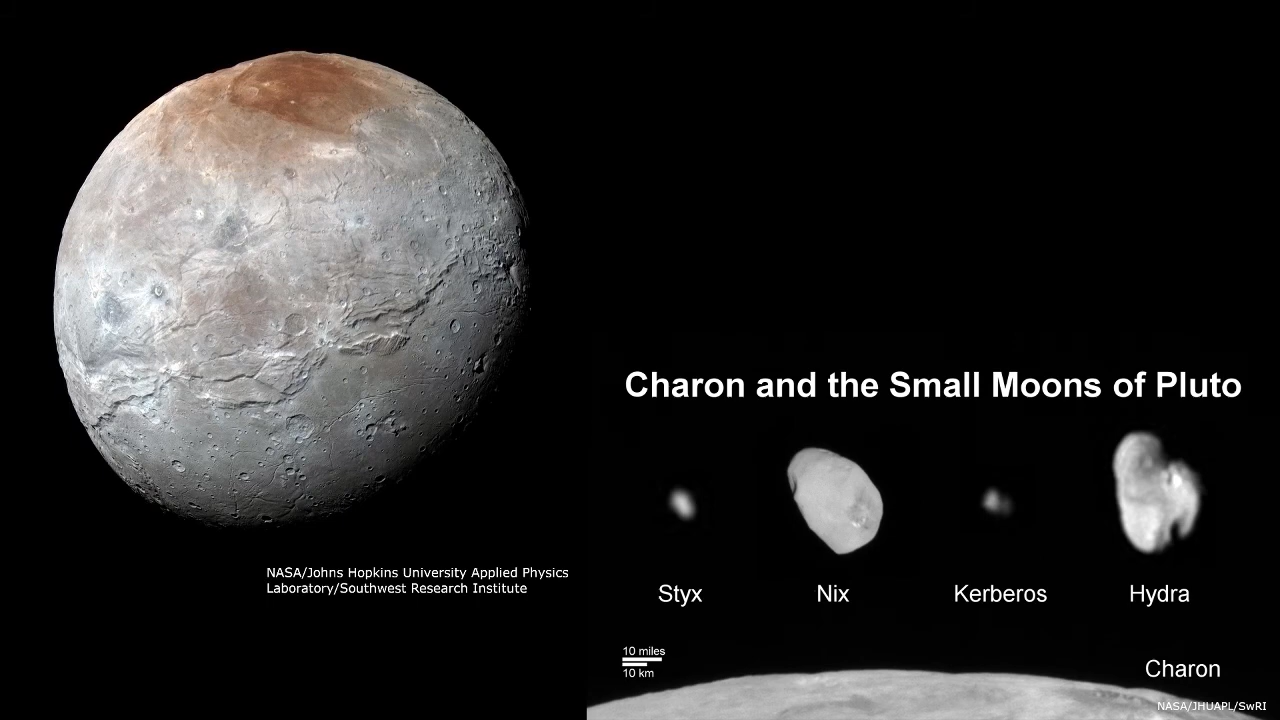 Charon and the Small Moons of Pluto
Styx
Nix
Kerberos
Hydra
NASA/Johns Hopkins University Applied Physics
Laboratory/Southwest Research Institute
10 miles
10 km
Charon
NASA/JHUAPL/SwRI